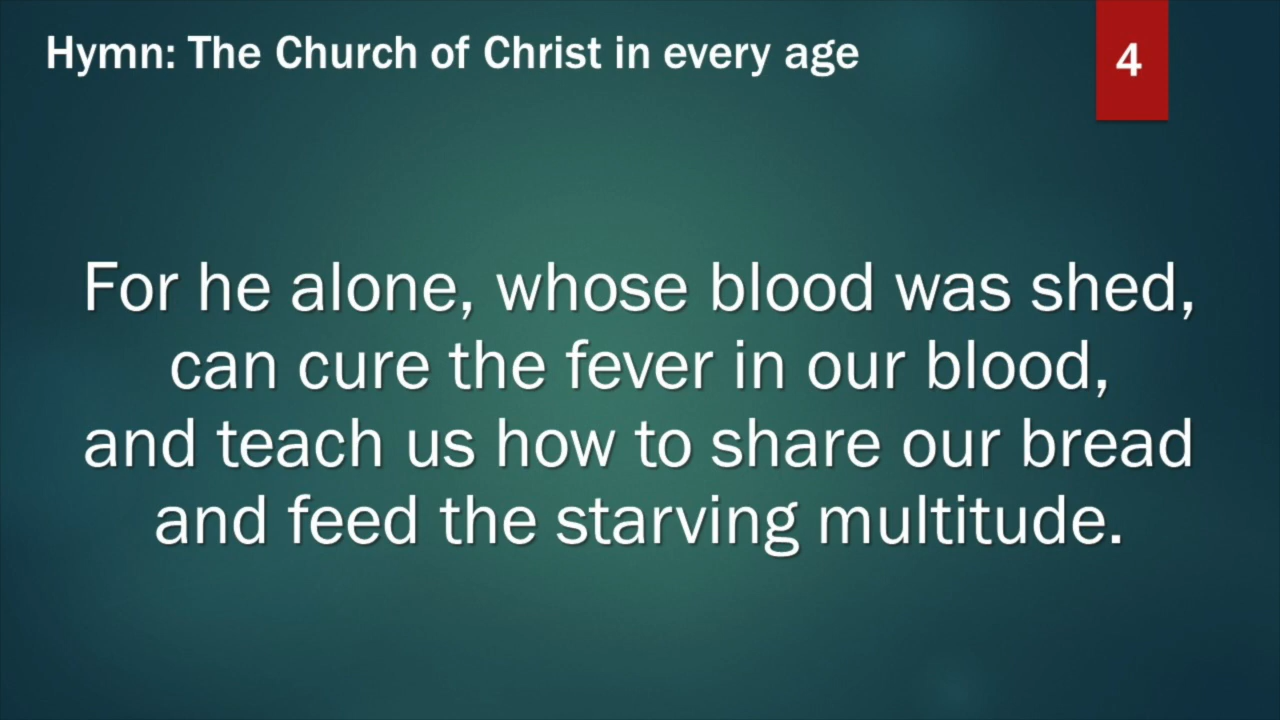 Hymn: The Church of Christ in every age
4
For he alone, whose blood was shed,
can cure the fever in our blood,
and teach us how to share our bread
and feed the starving multitude.